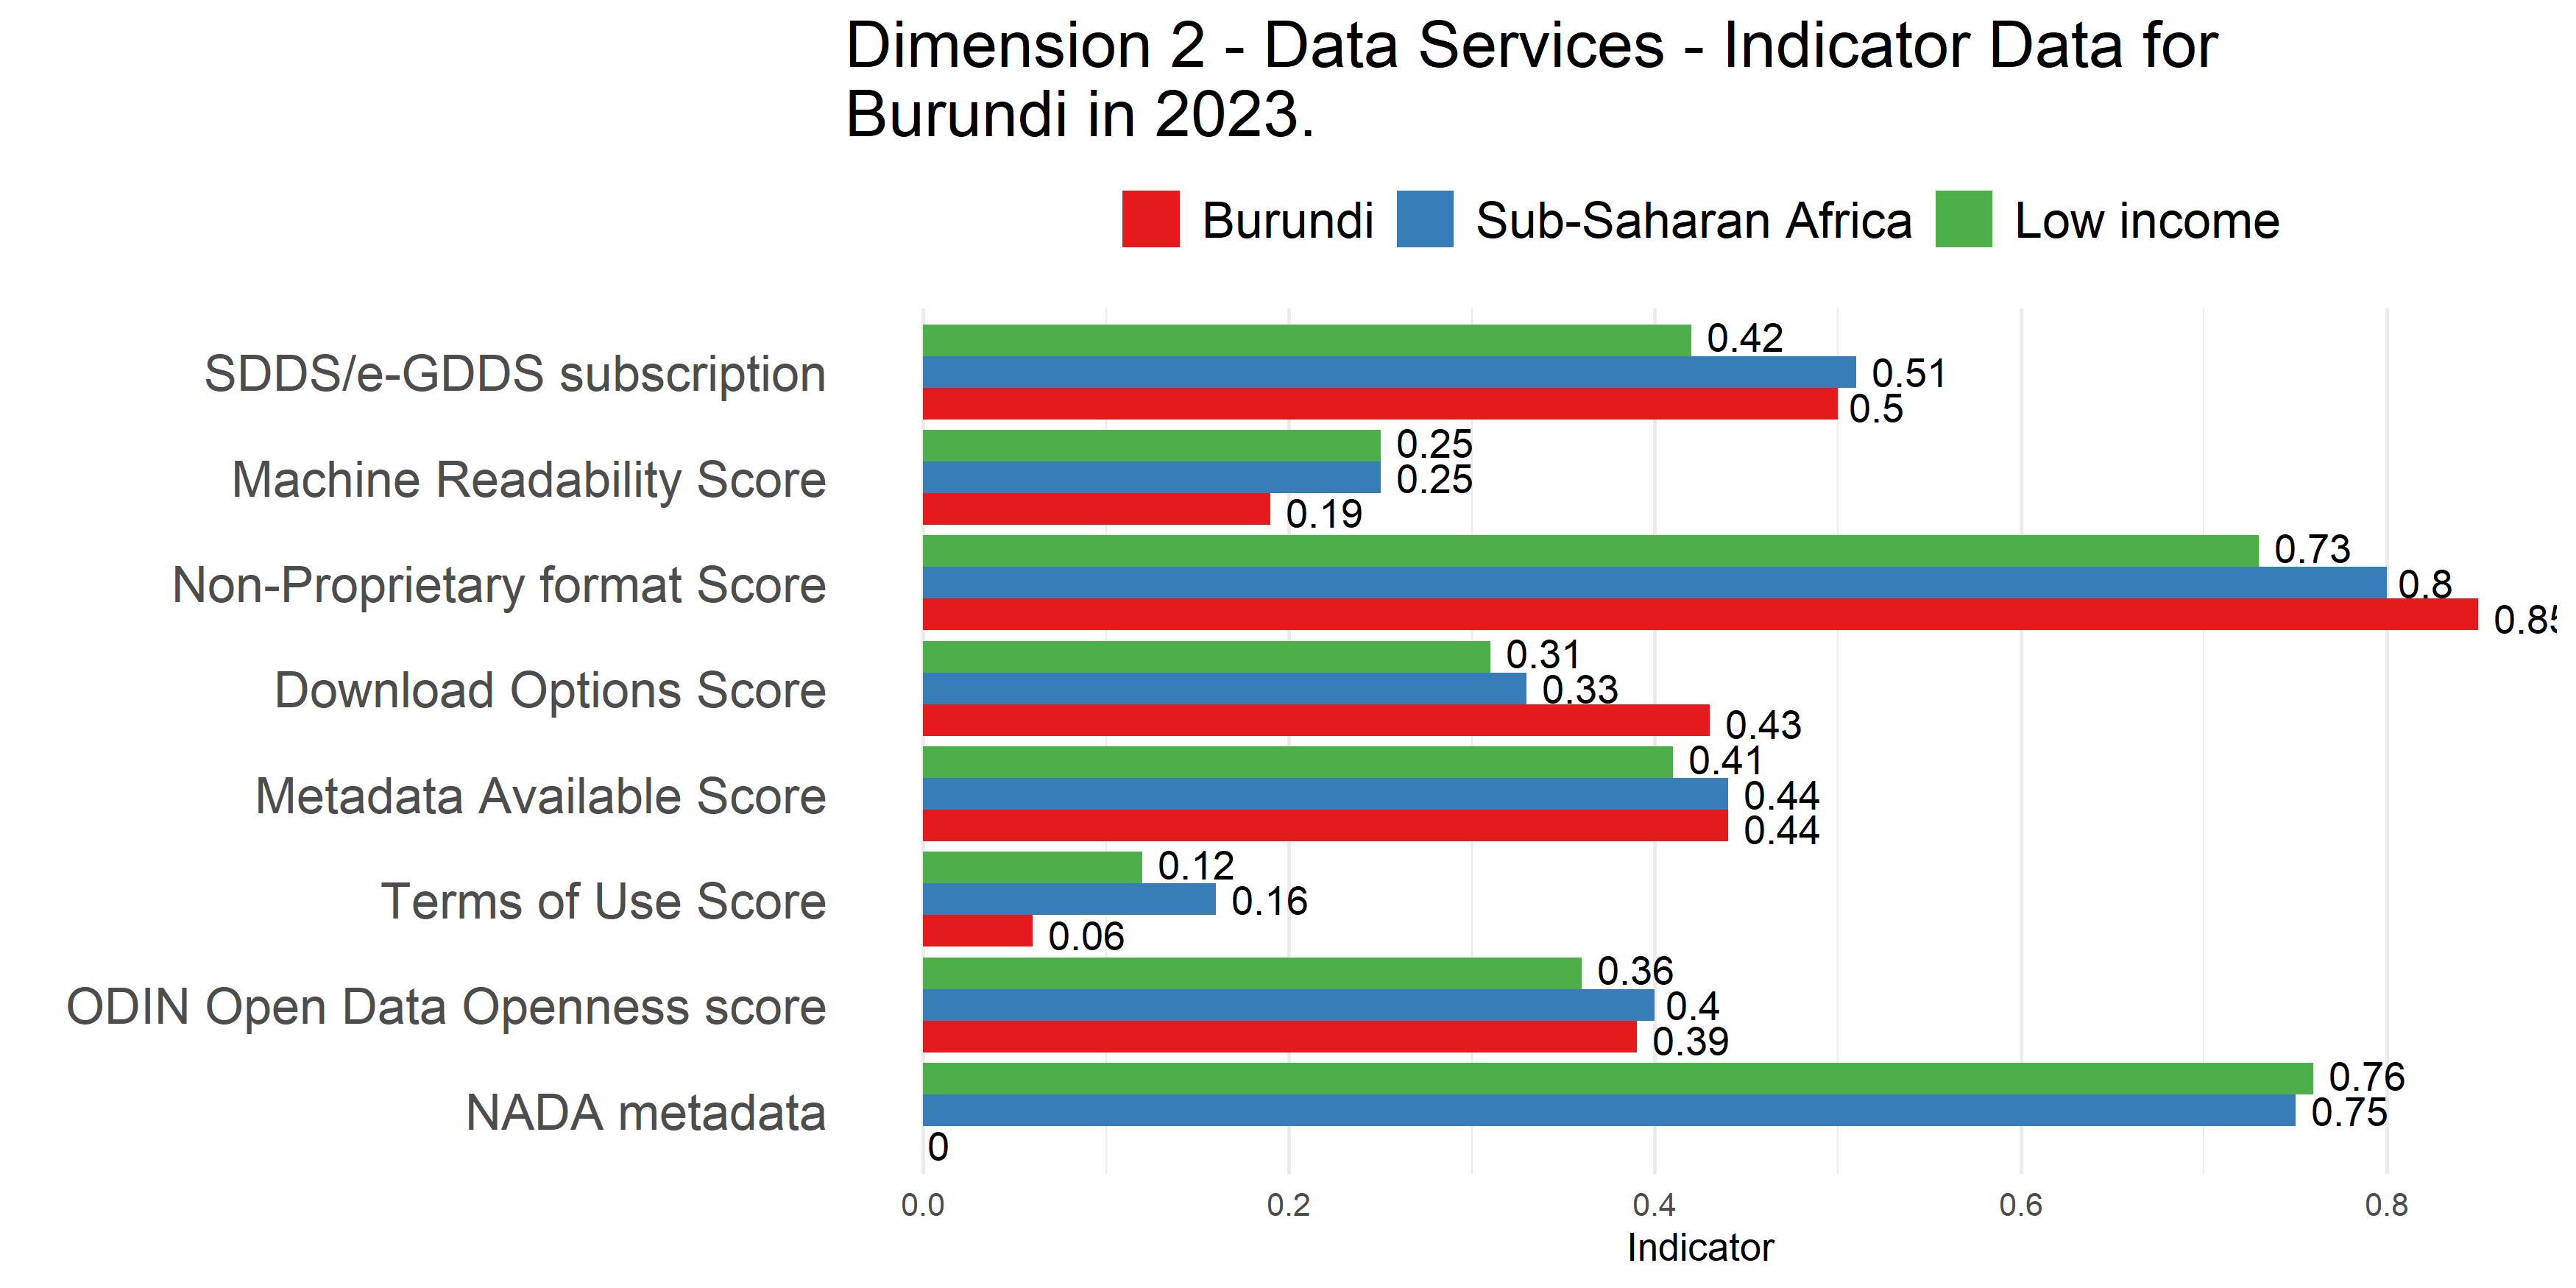 Dimension 2 - Data Services - Indicator Data for
Burundi in 2023.
Burundi Sub-Saharan Africa Low income
SDDS/e-GDDS subscription
0.42
0.51
0.5
Machine Readability Score
0.25
0.25
0.19
Non-Proprietary format Score
0.73
0.8
0.85
Download Options Score
0.31
0.33
0.43
Metadata Available Score
0.41
0.44
0.44
Terms of Use Score
0.12
0.16
0.06
ODIN Open Data Openness score
0.36
0.4
0.39
NADA metadata
0.76
0.75
0
0.0 0.2 0.4 0.6 0.8
Indicator